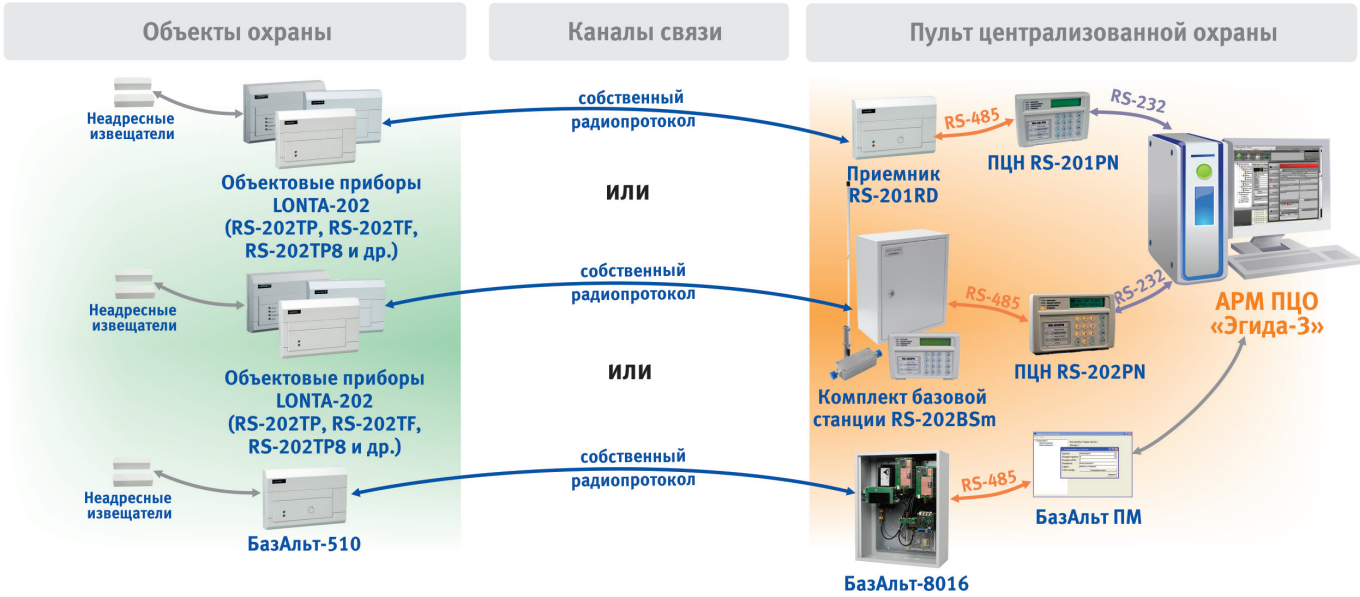 Объекты охраны
Каналы связи
Пульт централизованной охраны
Неадресные
извещатели
Объектовые приборы
LONTA-202
(RS-202TP, RS-202TF,
RS-202TP8 и др.)
собственный
радиопротокол
Приемник
RS-201RD
RS-485
ПЦН RS-201PN
RS-232
или
Неадресные
извещатели
Объектовые приборы
LONTA-202
(RS-202TP, RS-202TF,
RS-202TP8 и др.)
собственный
радиопротокол
Комплект базовой
станции RS-202BSm
RS-485
ПЦН RS-202PN
RS-232
АРМ ПЦО
«Эгида-3»
или
Неадресные
извещатели
БазАльт-510
собственный
радиопротокол
БазАльт-8016
RS-485
БазАльт ПМ